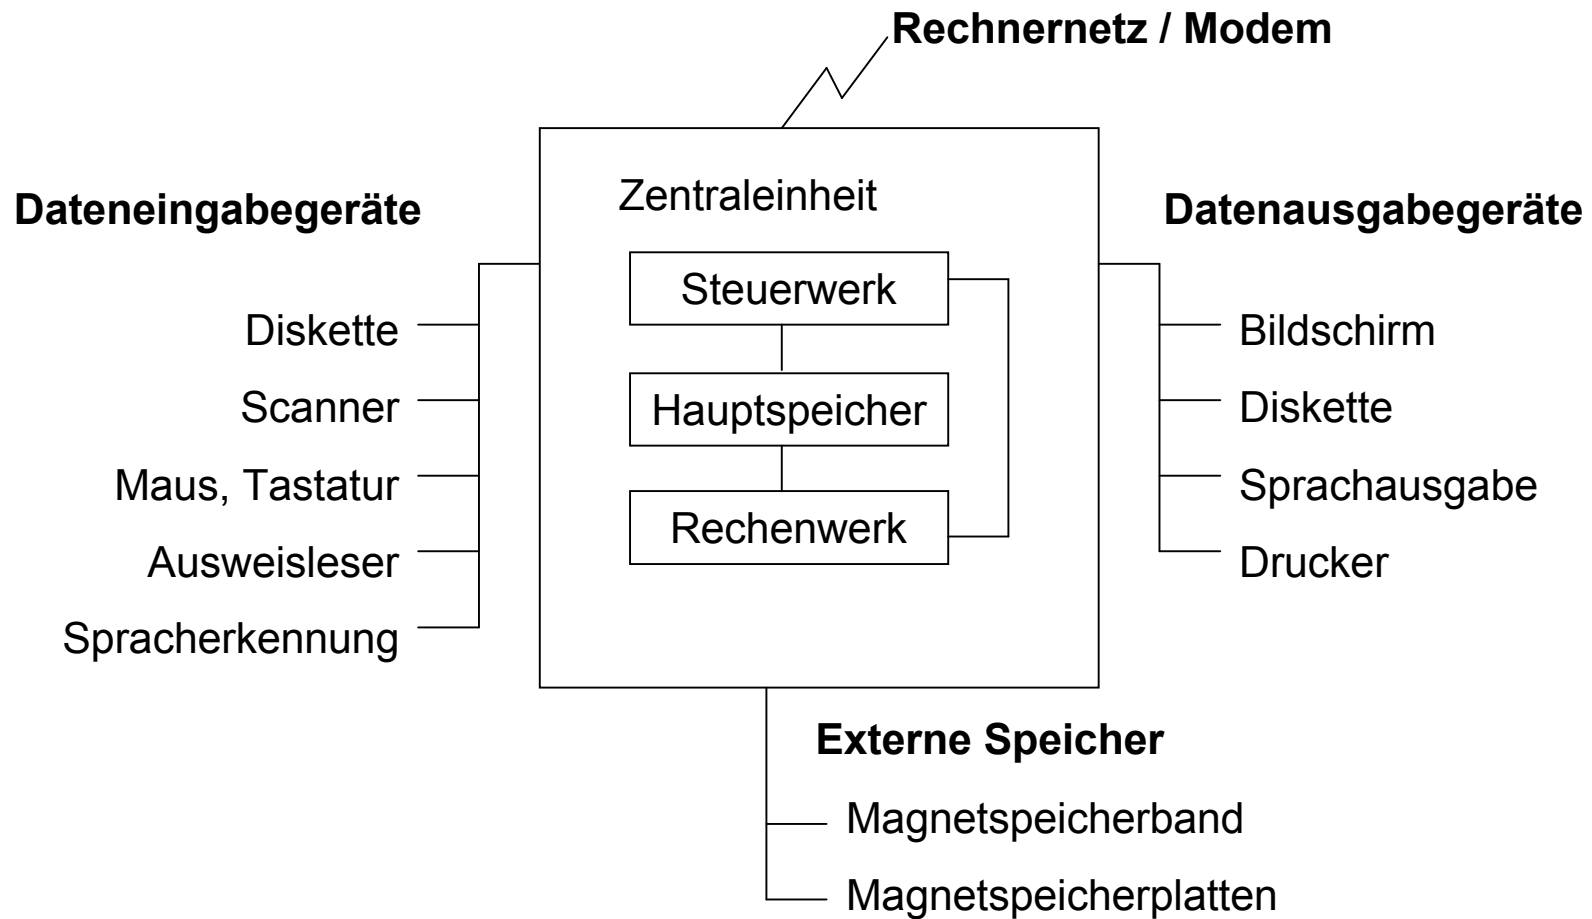 Rechnernetz / Modem
Dateneingabegeräte
Diskette
Scanner
Maus, Tastatur
Ausweisleser
Spracherkennung
Zentraleinheit
Steuerwerk
Hauptspeicher
Rechenwerk
Datenausgabegeräte
Bildschirm
Diskette
Sprachausgabe
Drucker
Externe Speicher
Magnetspeicherband
Magnetspeicherplatten